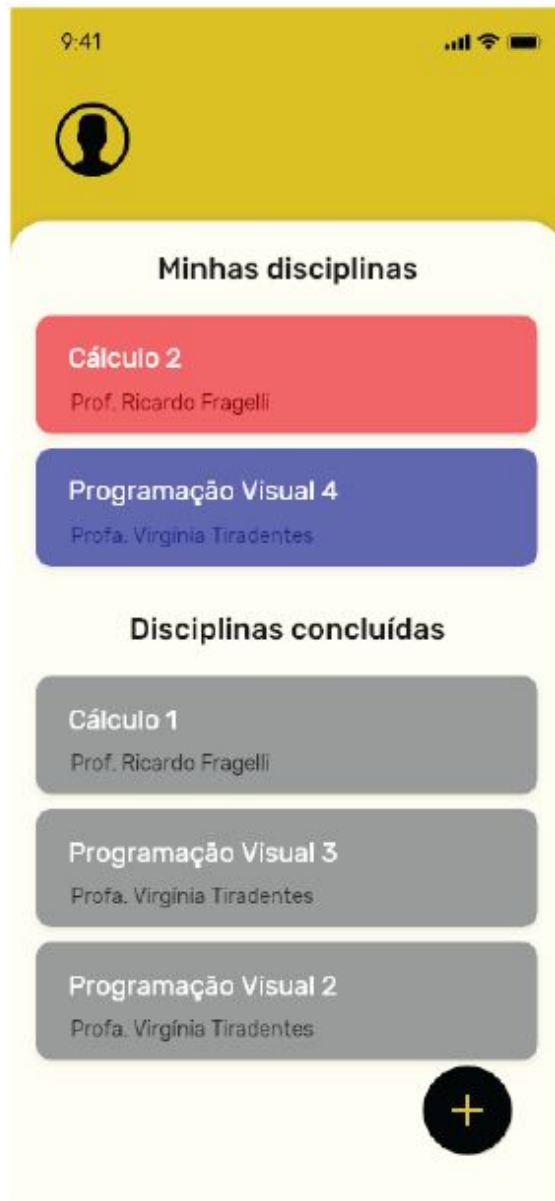 9:41
Minhas disciplinas
Cálculo 2
Prof. Ricardo Fragelli
Programação Visual 4
Profa. Virgínia Tiradentes
Disciplinas concluídas
Cálculo 1
Prof. Ricardo Fragelli
Programação Visual 3
Profa. Virgínia Tiradentes
Programação Visual 2
Profa. Virgínia Tiradentes
+